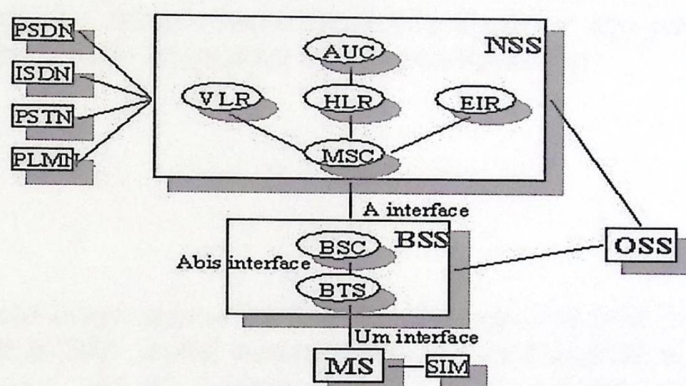 PSDN
ISDN
PSTN
PLMN
NSS
AUC
VLR
HLR
EIR
MSC
A interface
BSS
BSC
Abis interface
BTS
OSS
Um interface
MS
SIM